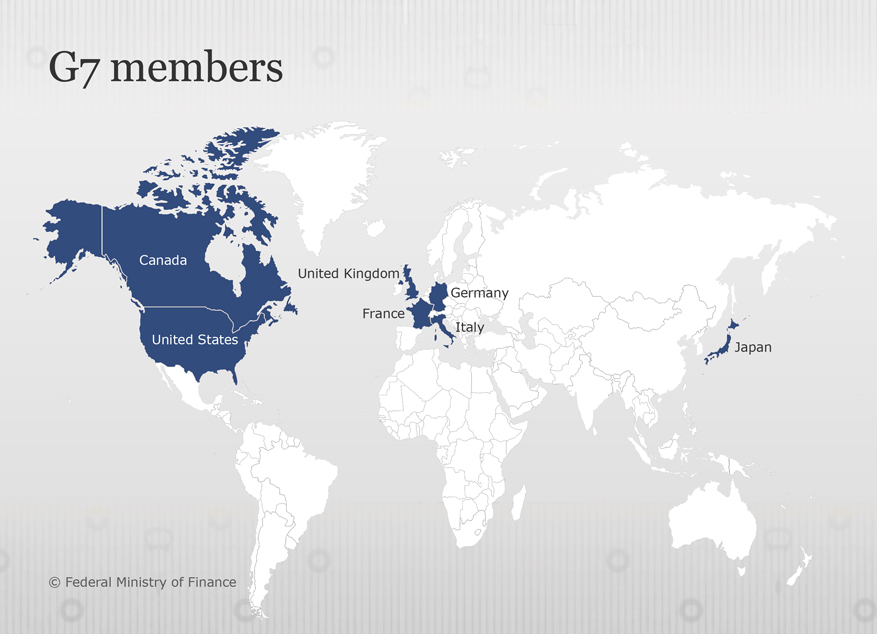 G7 members
Canada
United Kingdom
Germany
France
Italy
United States
Japan
© Federal Ministry of Finance